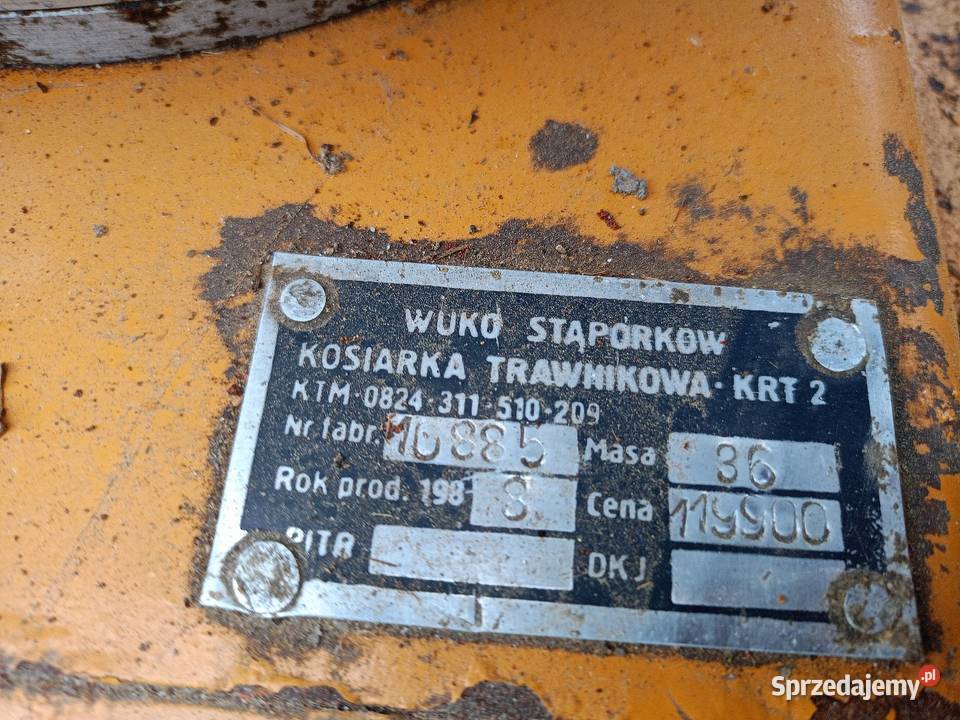 WUKO STĄPORKÓW
KOSIARKA TRAWNIKOWA·KRT 2
KTM·0824-311-510-209
Nr fabr. 10885 Masa 36
Rok prod. 198 8 Cena 119900
PITR DKJ
Sprzedajemy.pl